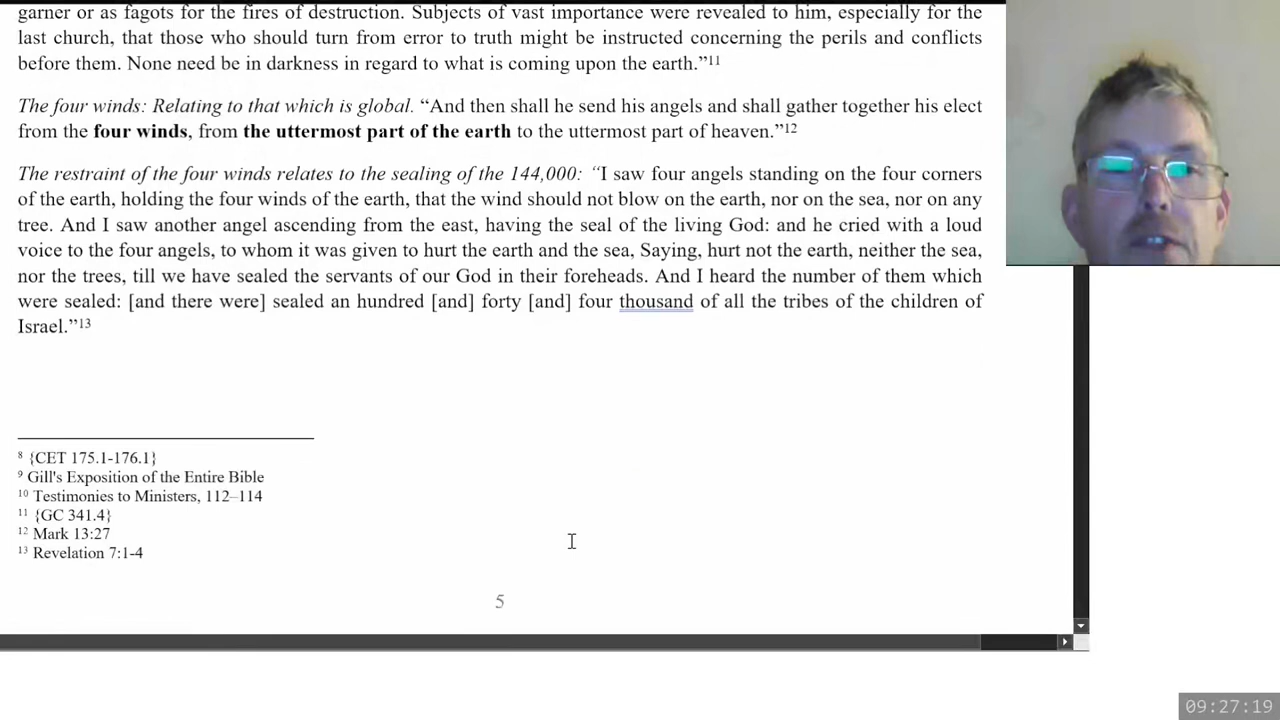 garner or as fagots for the fires of destruction. Subjects of vast importance were revealed to him, especially for the
last church, that those who should turn from error to truth might be instructed concerning the perils and conflicts
before them. None need be in darkness in regard to what is coming upon the earth.”¹¹
The four winds: Relating to that which is global. “And then shall he send his angels and shall gather together his elect
from the four winds, from the uttermost part of the earth to the uttermost part of heaven.”¹²
The restraint of the four winds relates to the sealing of the 144,000: “I saw four angels standing on the four corners
of the earth, holding the four winds of the earth, that the wind should not blow on the earth, nor on the sea, nor on any
tree. And I saw another angel ascending from the east, having the seal of the living God: and he cried with a loud
voice to the four angels, to whom it was given to hurt the earth and the sea, Saying, hurt not the earth, neither the sea,
nor the trees, till we have sealed the servants of our God in their foreheads. And I heard the number of them which
were sealed: [and there were] sealed an hundred [and] forty [and] four thousand of all the tribes of the children of
Israel.”¹³
⁸ {CET 175.1-176.1}
⁹ Gill's Exposition of the Entire Bible
¹⁰ Testimonies to Ministers, 112–114
¹¹ {GC 341.4}
¹² Mark 13:27
¹³ Revelation 7:1-4
5
09:27:19